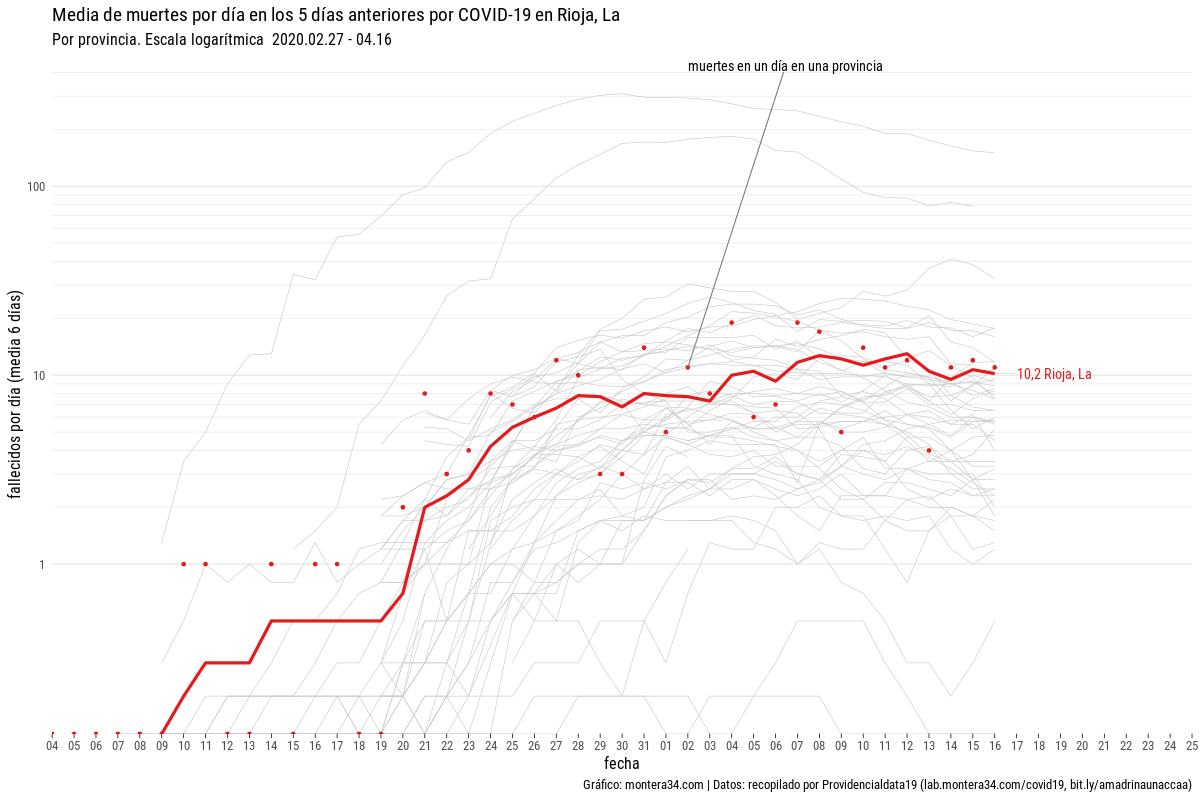 Media de muertes por día en los 5 días anteriores por COVID-19 en Rioja, La
Por provincia. Escala logarítmica  2020.02.27 - 04.16
muertes en un día en una provincia
fallecidos por día (media 6 días)
100
10
1
10,2 Rioja, La
04 05 06 07 08 09 10 11 12 13 14 15 16 17 18 19 20 21 22 23 24 25 26 27 28 29 30 31 01 02 03 04 05 06 07 08 09 10 11 12 13 14 15 16 17 18 19 20 21 22 23 24 25
fecha
Gráfico: montera34.com | Datos: recopilado por Providencialdata19 (lab.montera34.com/covid19, bit.ly/amadrinaunaccaa)